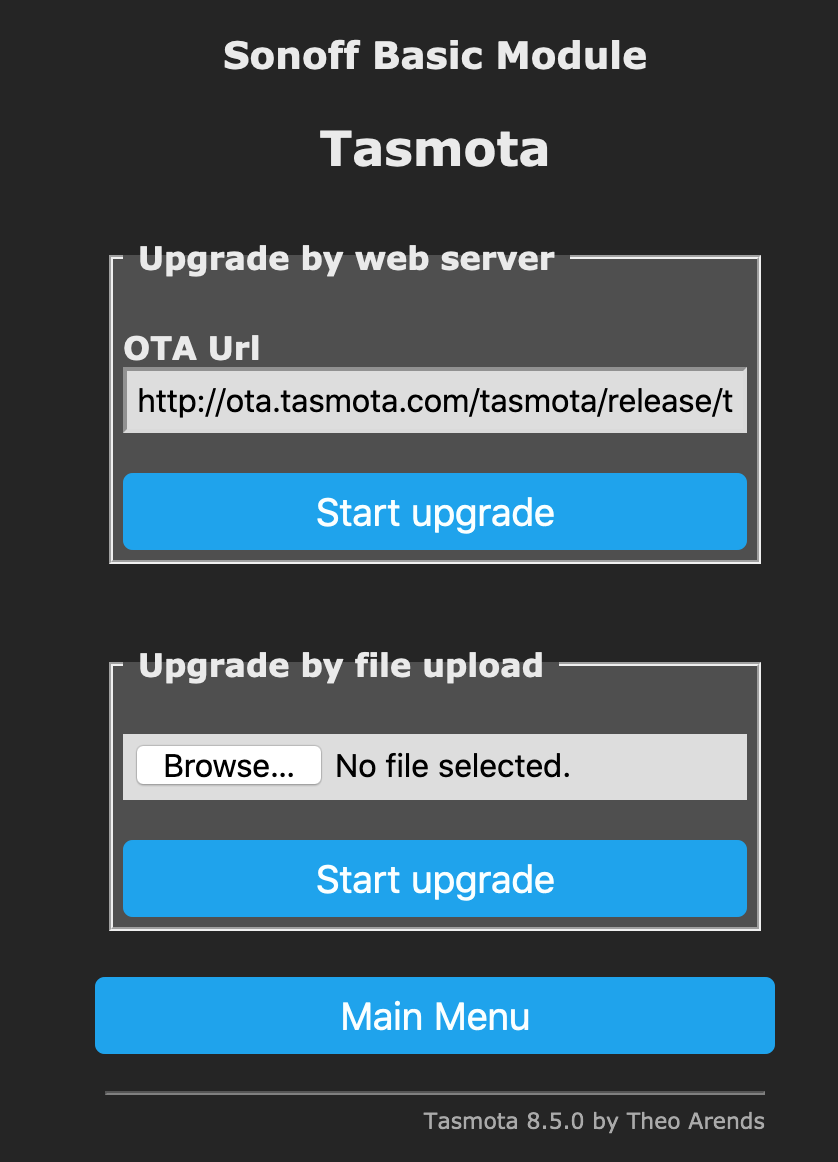 Sonoff Basic Module
Tasmota
Upgrade by web server
OTA Url
http://ota.tasmota.com/tasmota/release/t
Start upgrade
Upgrade by file upload
Browse... No file selected.
Start upgrade
Main Menu
Tasmota 8.5.0 by Theo Arends